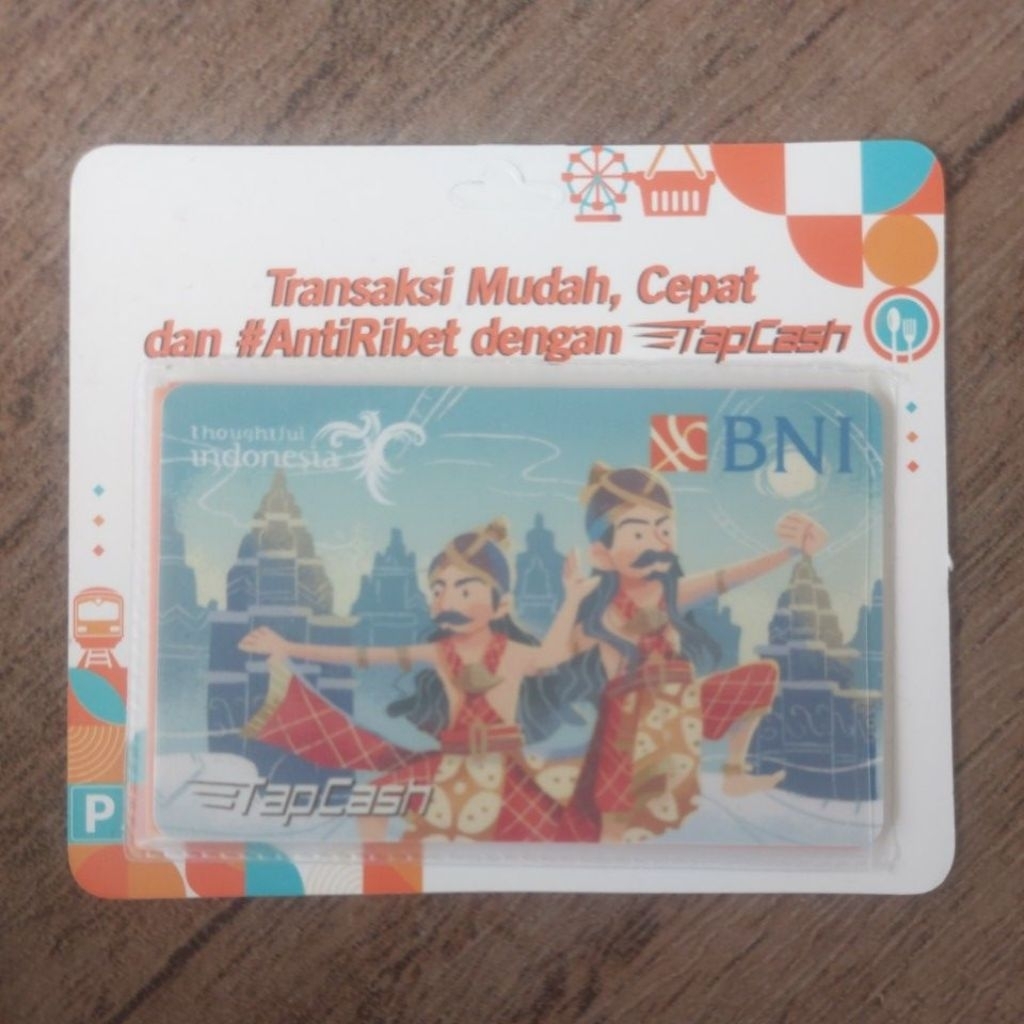 Transaksi Mudah, Cepat
dan #AntiRibet dengan TapCash
Thoughtful
indonesia
BNI
TapCash
P